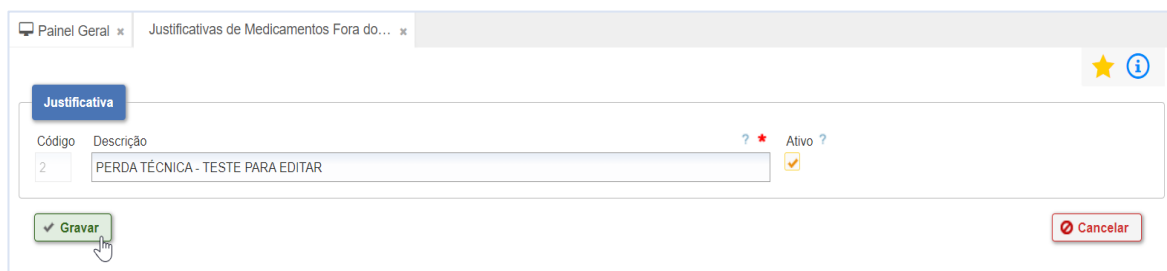 Painel Geral x Justificativas de Medicamentos Fora do... x
Justificativa
Código Descrição ? * Ativo ?
2 PERDA TÉCNICA - TESTE PARA EDITAR
Gravar Cancelar